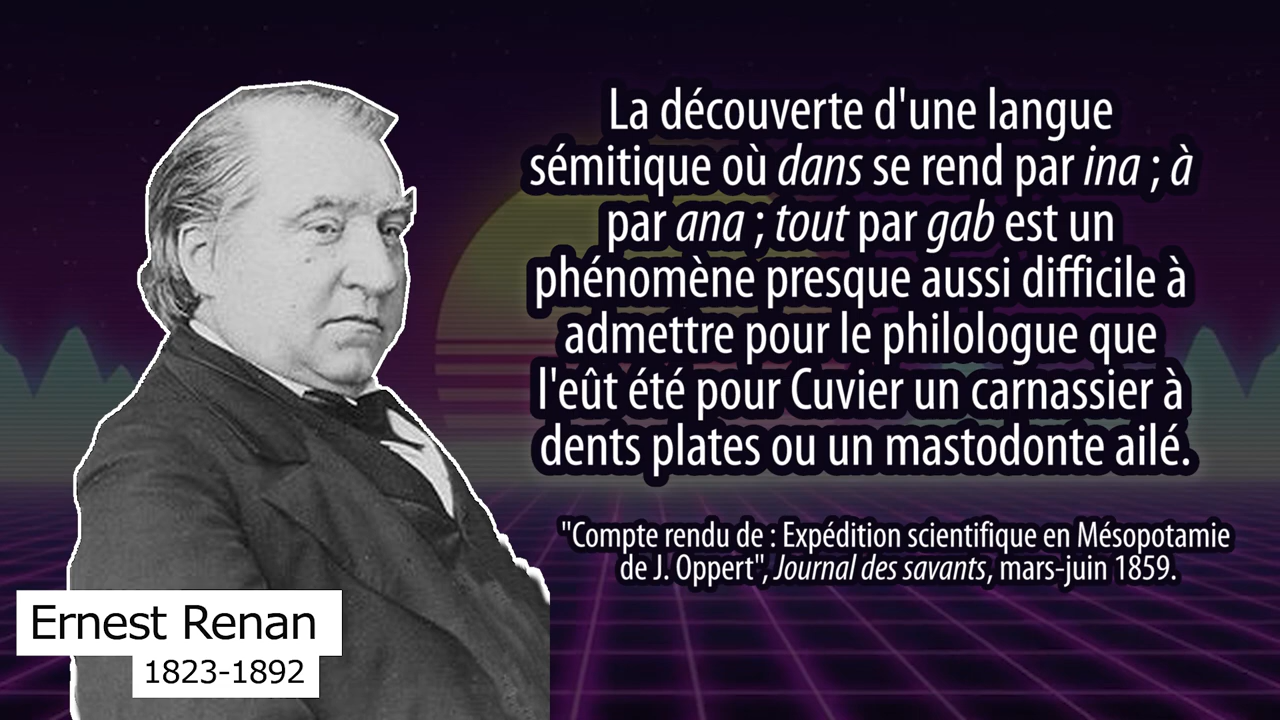 La découverte d'une langue
sémitique où dans se rend par ina ; à
par ana ; tout par gab est un
phénomène presque aussi difficile à
admettre pour le philologue que
l'eût été pour Cuvier un carnassier à
dents plates ou un mastodonte ailé.
"Compte rendu de : Expédition scientifique en Mésopotamie
de J. Oppert", Journal des savants, mars-juin 1859.
Ernest Renan
1823-1892